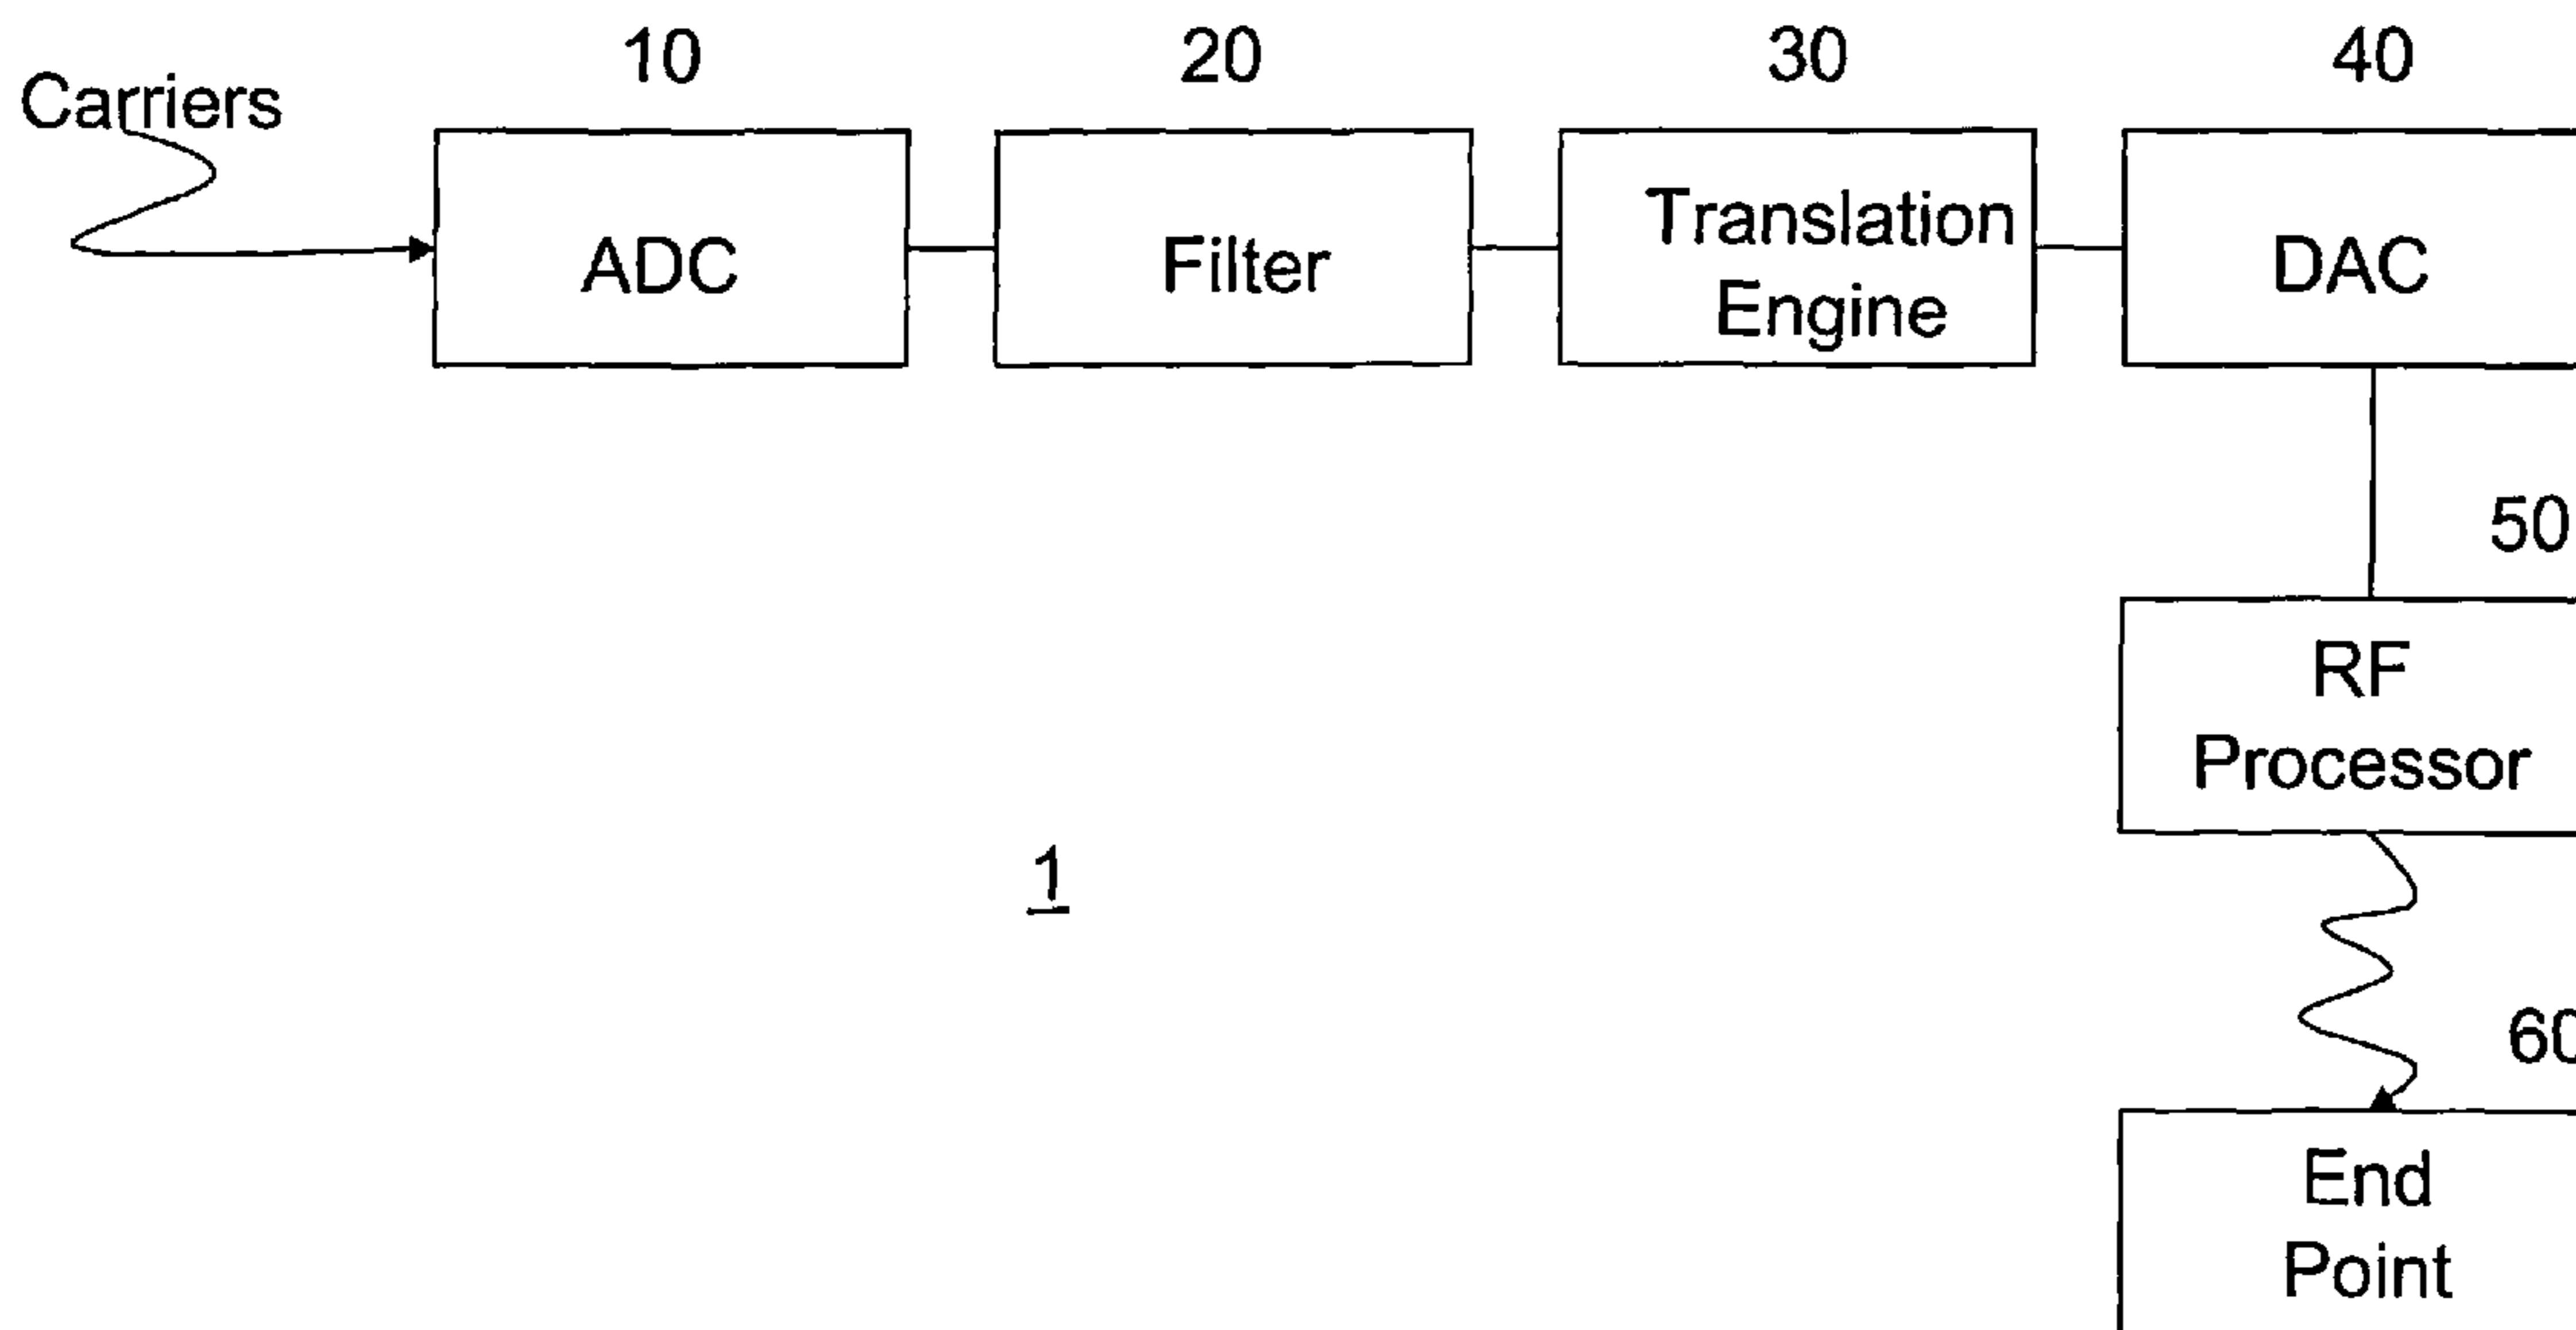 10
20
30
40
Carriers
ADC
Filter
Translation
Engine
DAC
50
RF
Processor
1
60
End
Point